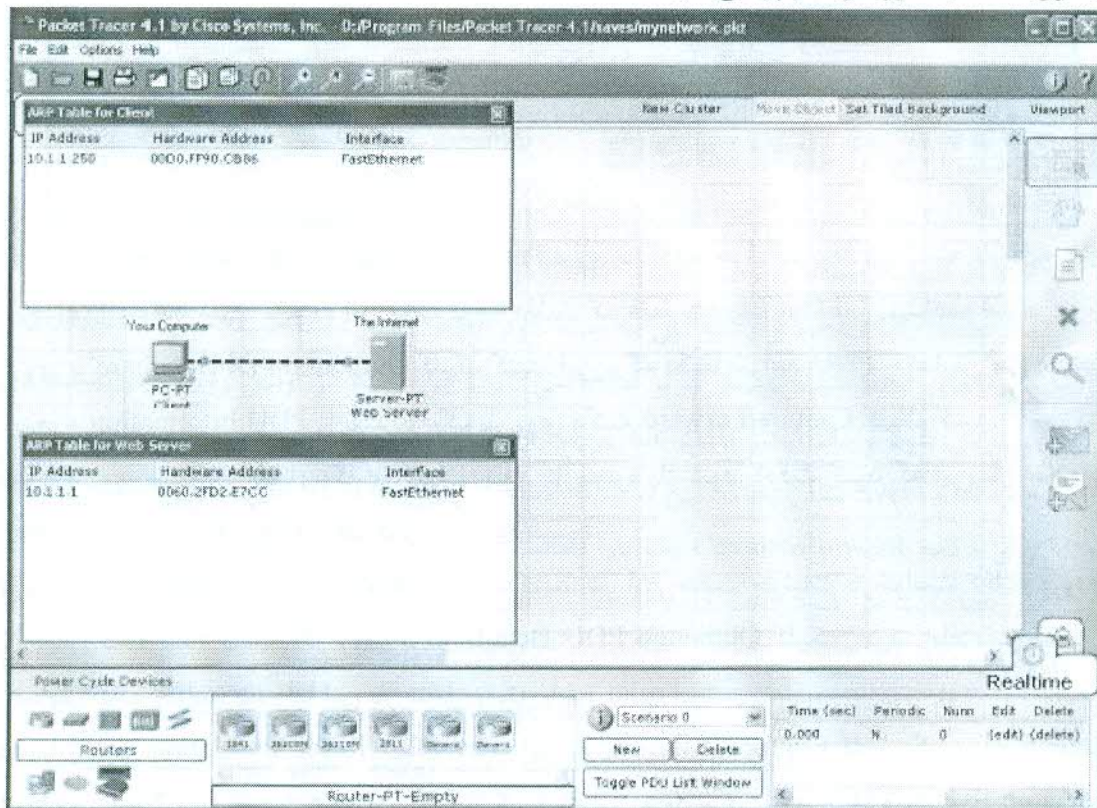 Packet Tracer 4.1 by Cisco Systems, Inc. D:/Program Files/Packet Tracer 4.1/saves/mynetwork.pkt
File Edit Options Help
New Cluster Move Object Set Tiled Background Viewport
ARP Table for Client
IP Address Hardware Address Interface
10.1.1.250 00D0.FF90.CBB6 FastEthernet
Your Computer The Internet
PC-PT
Client
Server-PT
Web Server
ARP Table for Web Server
IP Address Hardware Address Interface
10.1.1.1 0060.2FD2.E7CC FastEthernet
Realtime
Power Cycle Devices
Routers
1841 2811 Generic Generic
Router-PT-Empty
Scenario 0
New Delete
Toggle PDU List Window
Time (sec) Periodic Num Edit Delete
0.000 N 0 (edit) (delete)